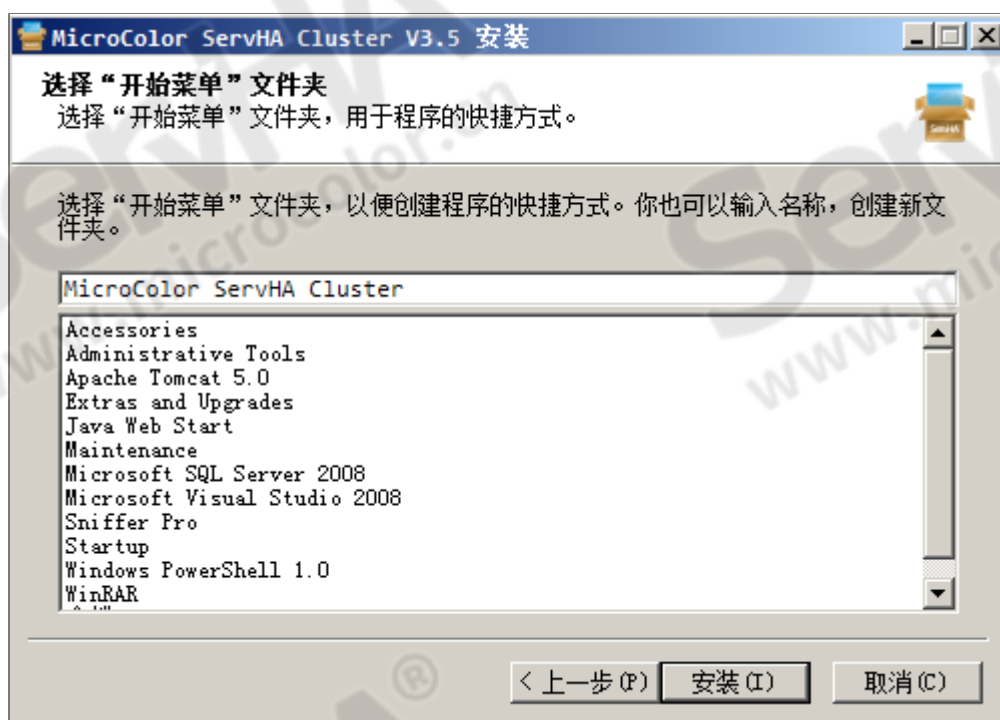 MicroColor ServHA Cluster V3.5 安装
选择“开始菜单”文件夹
选择“开始菜单”文件夹，用于程序的快捷方式。
ServHA
选择“开始菜单”文件夹，以便创建程序的快捷方式。你也可以输入名称，创建新文
件夹。
MicroColor ServHA Cluster
Accessories
Administrative Tools
Apache Tomcat 5.0
Extras and Upgrades
Java Web Start
Maintenance
Microsoft SQL Server 2008
Microsoft Visual Studio 2008
Sniffer Pro
Startup
Windows PowerShell 1.0
WinRAR
< 上一步(P)
安装(I)
取消(C)